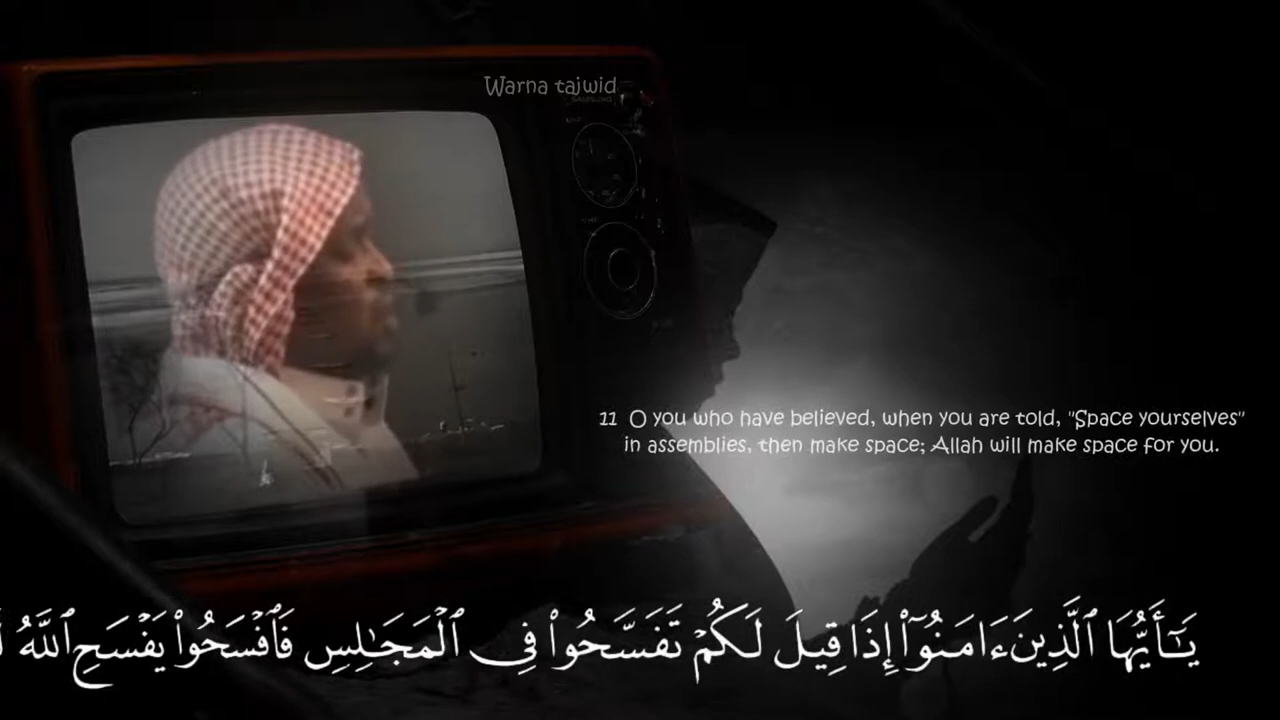 Warna tajwid
SAMSUNG
11 O you who have believed, when you are told, "Space yourselves"
in assemblies, then make space; Allah will make space for you.
يَـٰٓأَيُّهَا ٱلَّذِينَ ءَامَنُوٓا۟ إِذَا قِيلَ لَكُمْ تَفَسَّحُوا۟ فِى ٱلْمَجَـٰلِسِ فَٱفْسَحُوا۟ يَفْسَحِ ٱللَّهُ